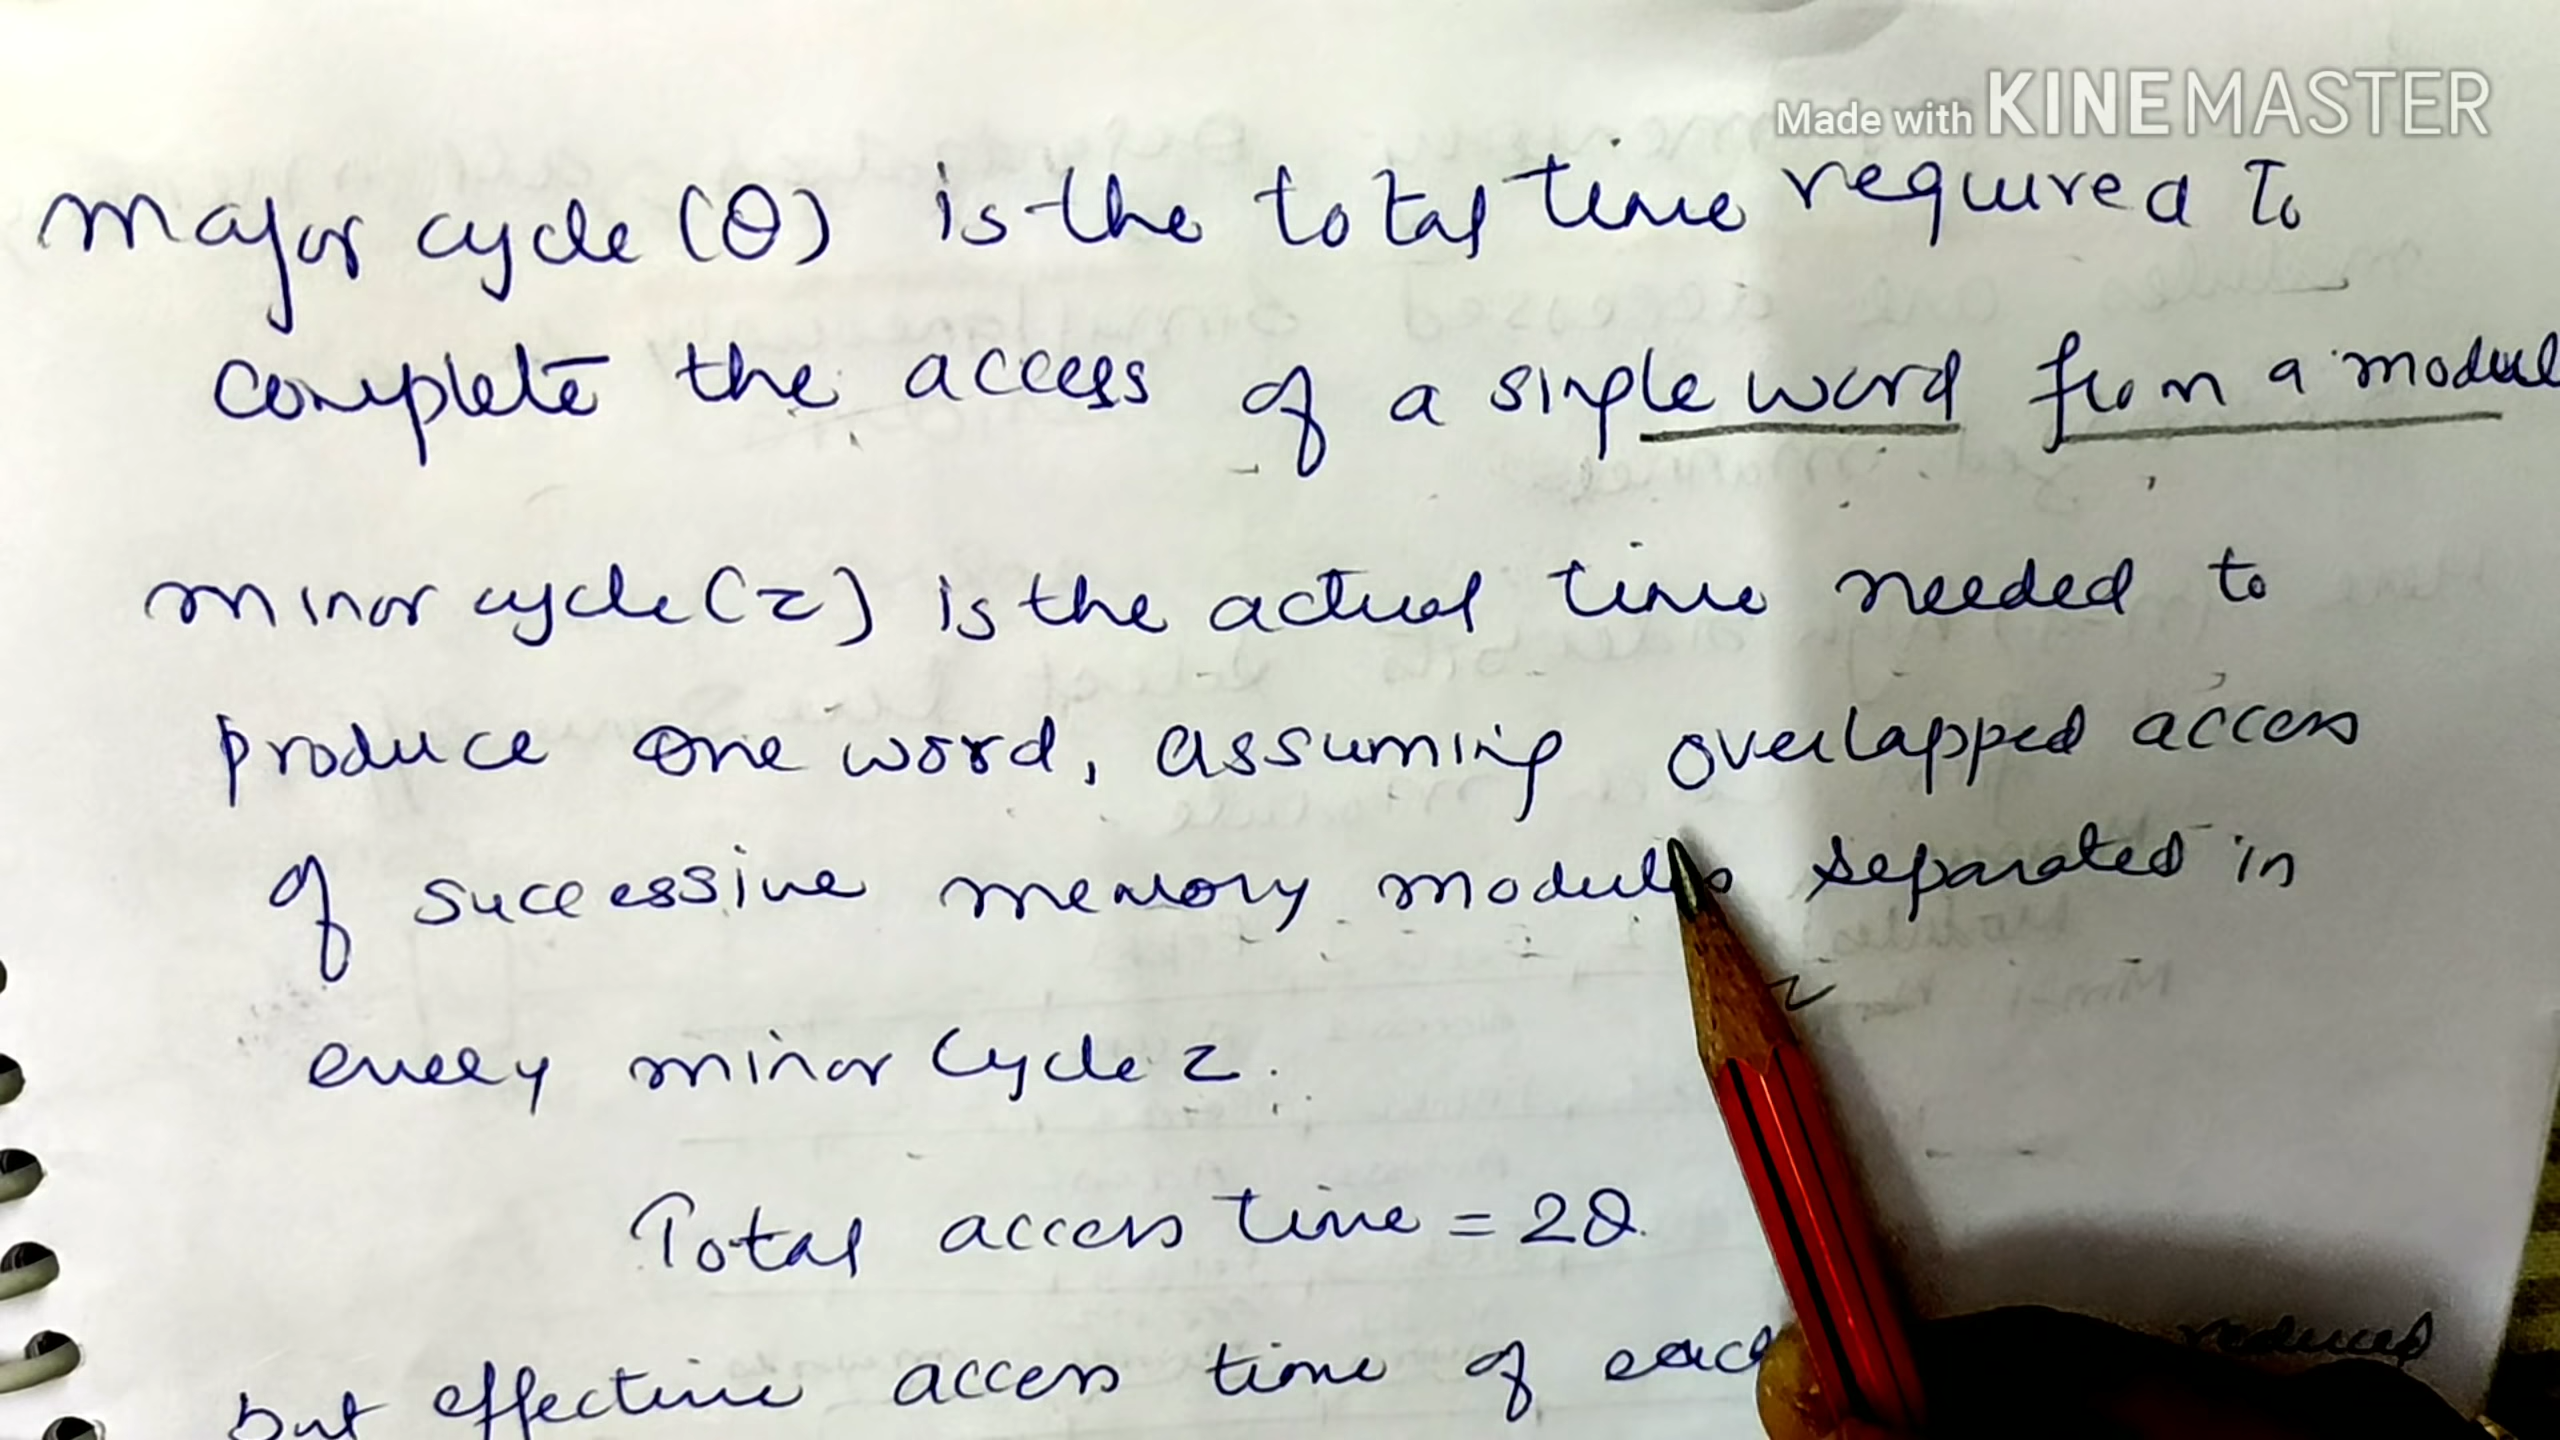 Made with KINEMASTER
Major cycle (θ) is the total time required to
complete the access of a single word from a modul
minor cycle (τ) is the actual time needed to
produce one word, assuming overlapped access
of successive memory modules separated in
every minor cycle τ.
Total access time = 2θ
but effective access time of each reduced